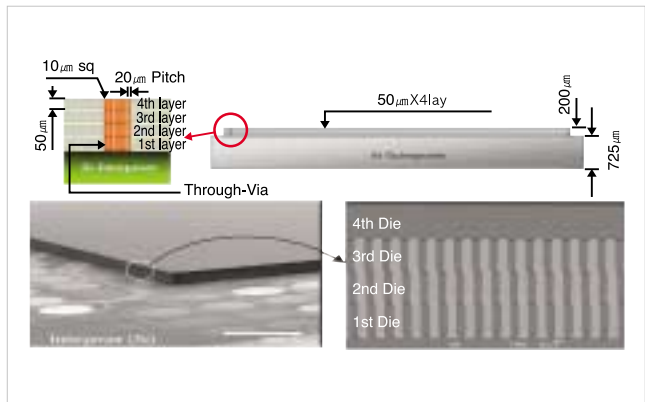 10㎛ sq
20㎛ Pitch
4th layer
3rd layer
2nd layer
1st layer
50㎛
Through-Via
50㎛X4lay
200㎛
725㎛
4th Die
3rd Die
2nd Die
1st Die